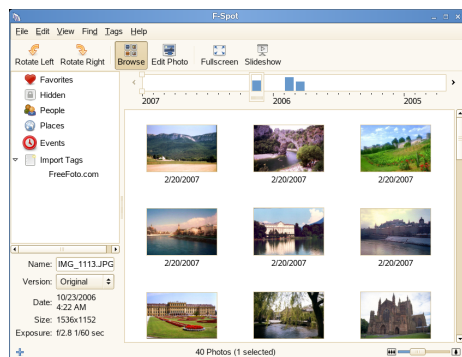 F-Spot
File Edit View Find Tags Help
Rotate Left Rotate Right Browse Edit Photo Fullscreen Slideshow
Favorites
Hidden
People
Places
Events
Import Tags
FreeFoto.com
2007 2006 2005
2/20/2007 2/20/2007 2/20/2007
2/20/2007 2/20/2007 2/20/2007
Name: IMG_1113.JPG
Version: Original
Date: 10/23/2006
4:22 AM
Size: 1536x1152
Exposure: f/2.8 1/60 sec
40 Photos (1 selected)